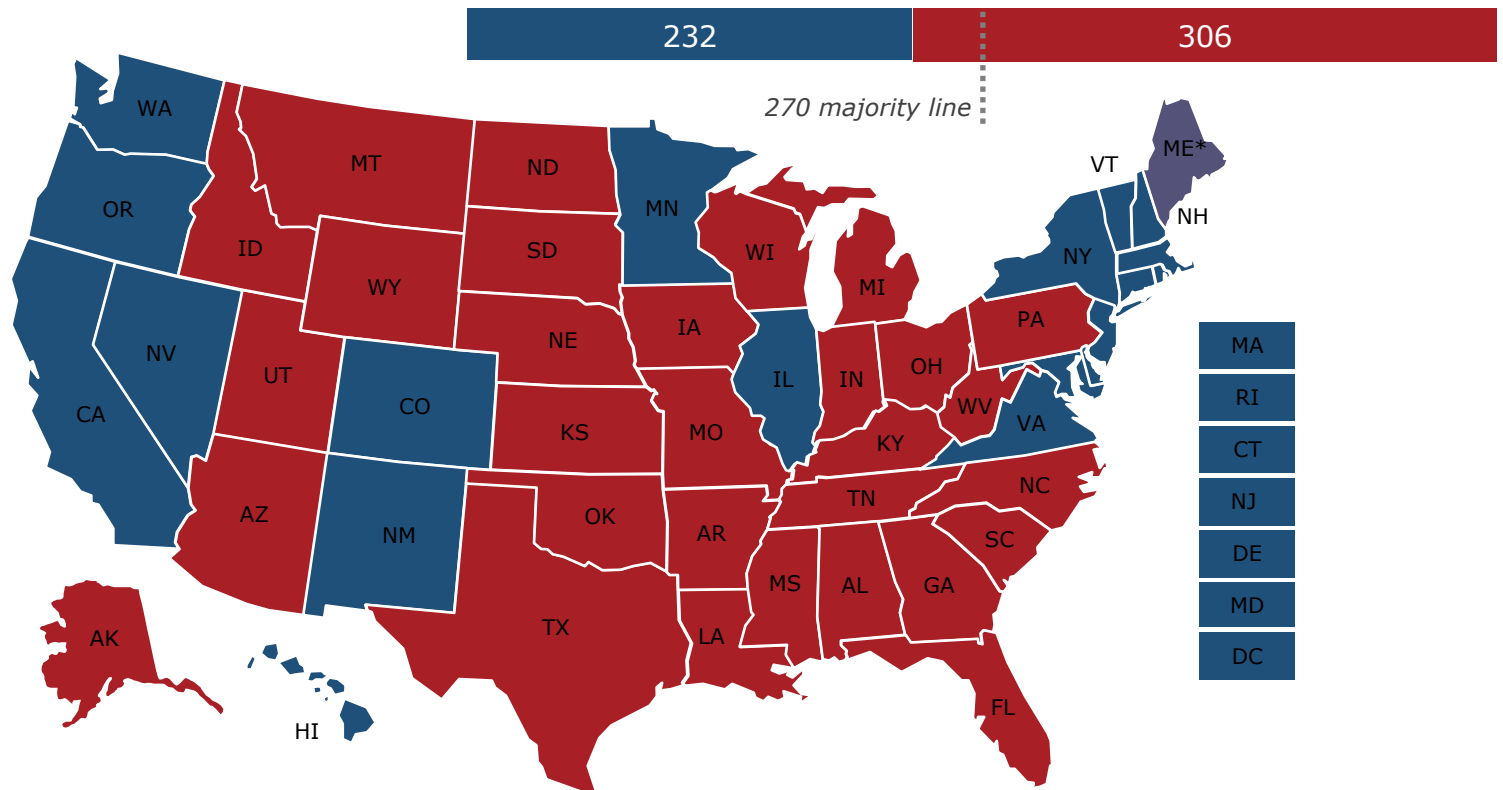 232 306
270 majority line
WA
MT
ND
MN
ME*
VT
OR
ID
SD
WI
NH
WY
MI
NY
NE
IA
PA
NV
UT
CO
IL
IN
OH
MA
CA
KS
MO
KY
WV
VA
RI
AZ
NM
OK
AR
TN
NC
CT
SC
NJ
TX
MS
AL
GA
DE
AK
LA
MD
HI
FL
DC